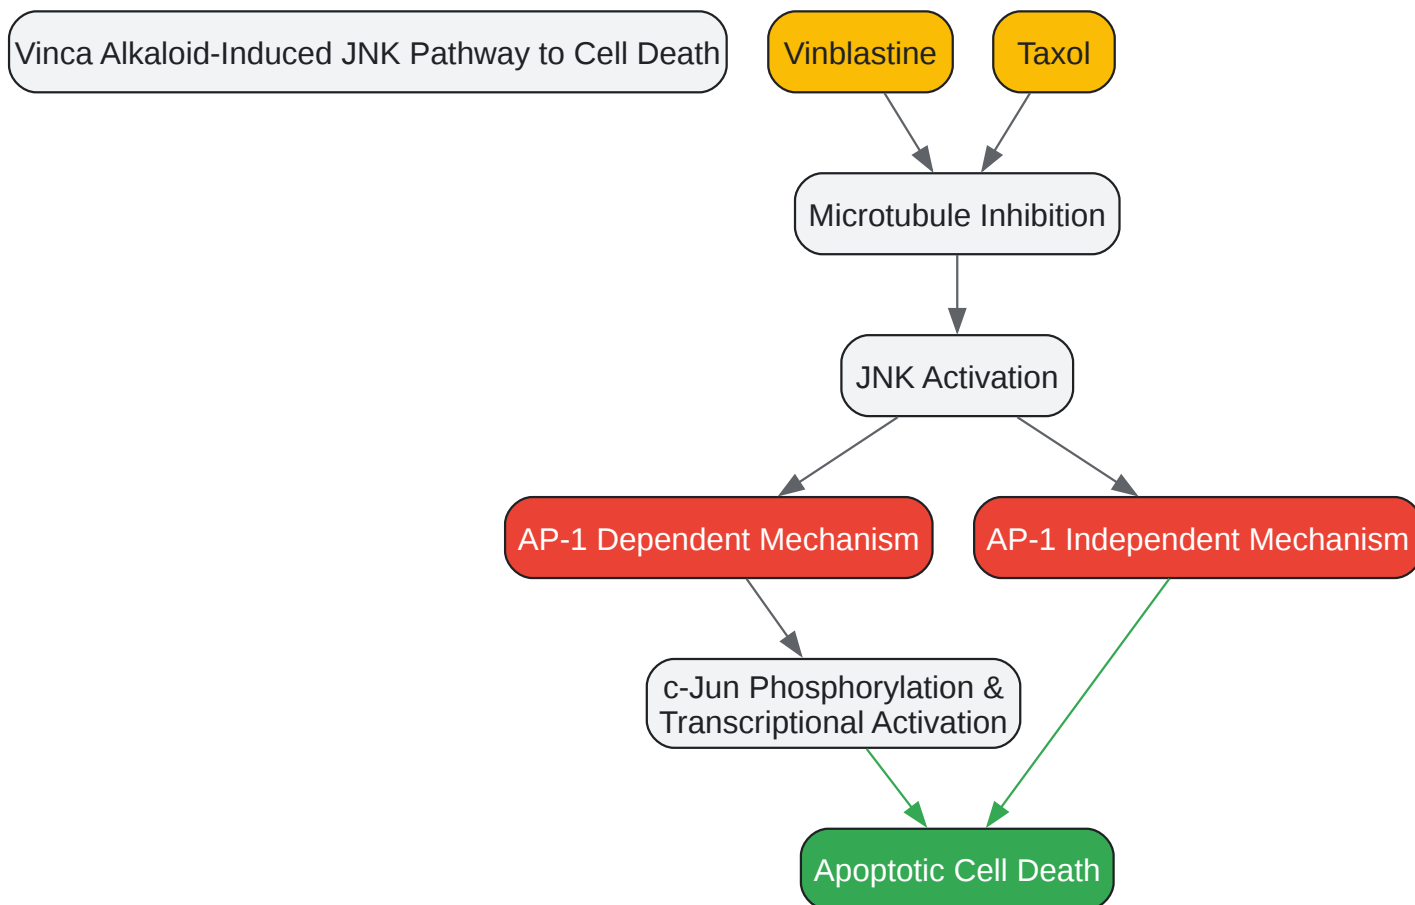 Vinca Alkaloid-Induced JNK Pathway to Cell Death
Vinblastine
Taxol
Microtubule Inhibition
JNK Activation
AP-1 Dependent Mechanism
AP-1 Independent Mechanism
c-Jun Phosphorylation &
Transcriptional Activation
Apoptotic Cell Death